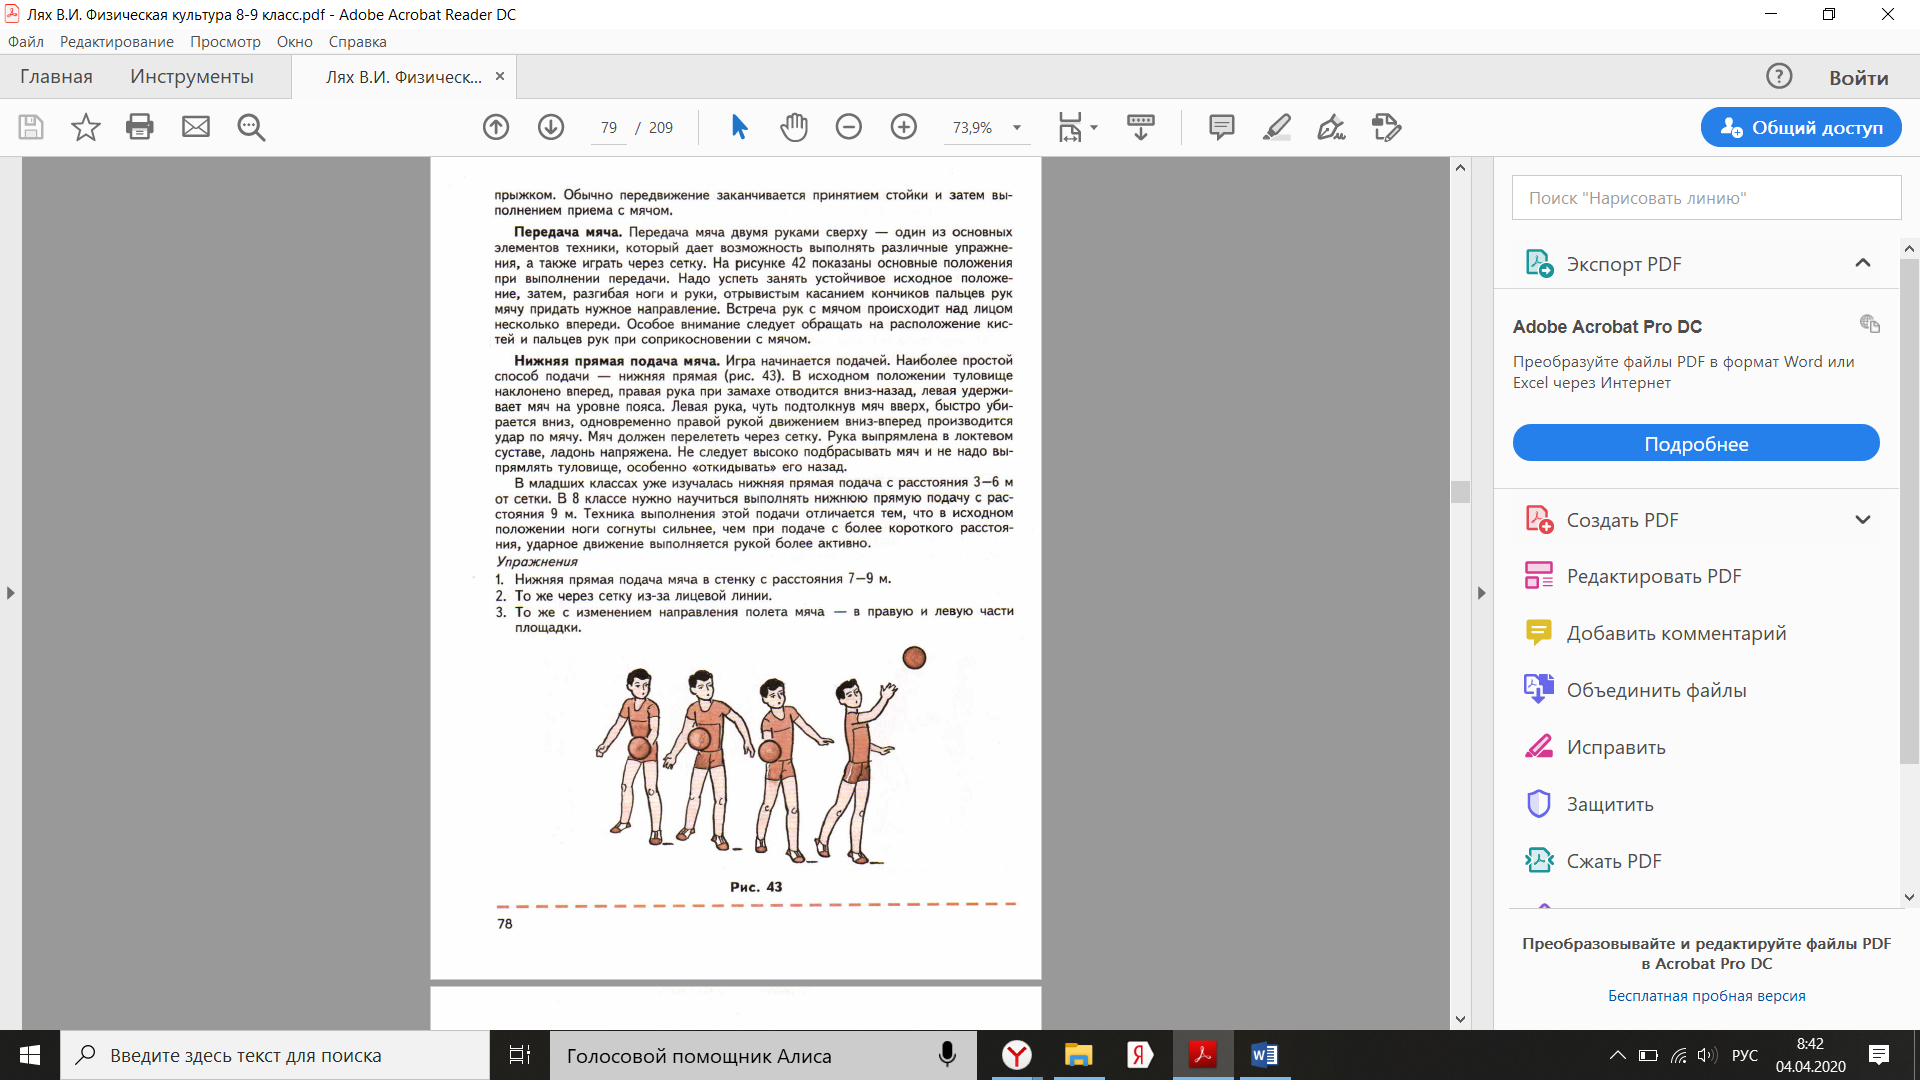 Лях В.И. Физическая культура 8-9 класс.pdf - Adobe Acrobat Reader DC
Файл Редактирование Просмотр Окно Справка
Главная Инструменты Лях В.И. Физическ... ×
Войти
79 / 209
73,9%
Общий доступ
прыжком. Обычно передвижение заканчивается принятием стойки и затем вы-
полнением приема с мячом.
Передача мяча. Передача мяча двумя руками сверху — один из основных
элементов техники, который дает возможность выполнять различные упражне-
ния, а также играть через сетку. На рисунке 42 показаны основные положения
при выполнении передачи. Надо успеть занять устойчивое исходное положе-
ние, затем, разгибая ноги и руки, отрывистым касанием кончиков пальцев рук
мячу придать нужное направление. Встреча рук с мячом происходит над лицом
несколько впереди. Особое внимание следует обращать на расположение кис-
тей и пальцев рук при соприкосновении с мячом.
Нижняя прямая подача мяча. Игра начинается подачей. Наиболее простой
способ подачи — нижняя прямая (рис. 43). В исходном положении туловище
наклонено вперед, правая рука при замахе отводится вниз-назад, левая удержи-
вает мяч на уровне пояса. Левая рука, чуть подтолкнув мяч вверх, быстро уби-
рается вниз, одновременно правой рукой движением вниз-вперед производится
удар по мячу. Мяч должен перелететь через сетку. Рука выпрямлена в локтевом
суставе, ладонь напряжена. Не следует высоко подбрасывать мяч и не надо вы-
прямлять туловище, особенно «откидывать» его назад.
В младших классах уже изучалась нижняя прямая подача с расстояния 3—6 м
от сетки. В 8 классе нужно научиться выполнять нижнюю прямую подачу с рас-
стояния 9 м. Техника выполнения этой подачи отличается тем, что в исходном
положении ноги согнуты сильнее, чем при подаче с более короткого расстоя-
ния, ударное движение выполняется рукой более активно.
Упражнения
1. Нижняя прямая подача мяча в стенку с расстояния 7—9 м.
2. То же через сетку из-за лицевой линии.
3. То же с изменением направления полета мяча — в правую и левую части
площадки.
Рис. 43
78
Поиск "Нарисовать линию"
Экспорт PDF
Adobe Acrobat Pro DC
Преобразуйте файлы PDF в формат Word или
Excel через Интернет
Подробнее
Создать PDF
Редактировать PDF
Добавить комментарий
Объединить файлы
Исправить
Защитить
Сжать PDF
Преобразовывайте и редактируйте файлы PDF
в Acrobat Pro DC
Бесплатная пробная версия
Введите здесь текст для поиска
Голосовой помощник Алиса
РУС
8:42
04.04.2020